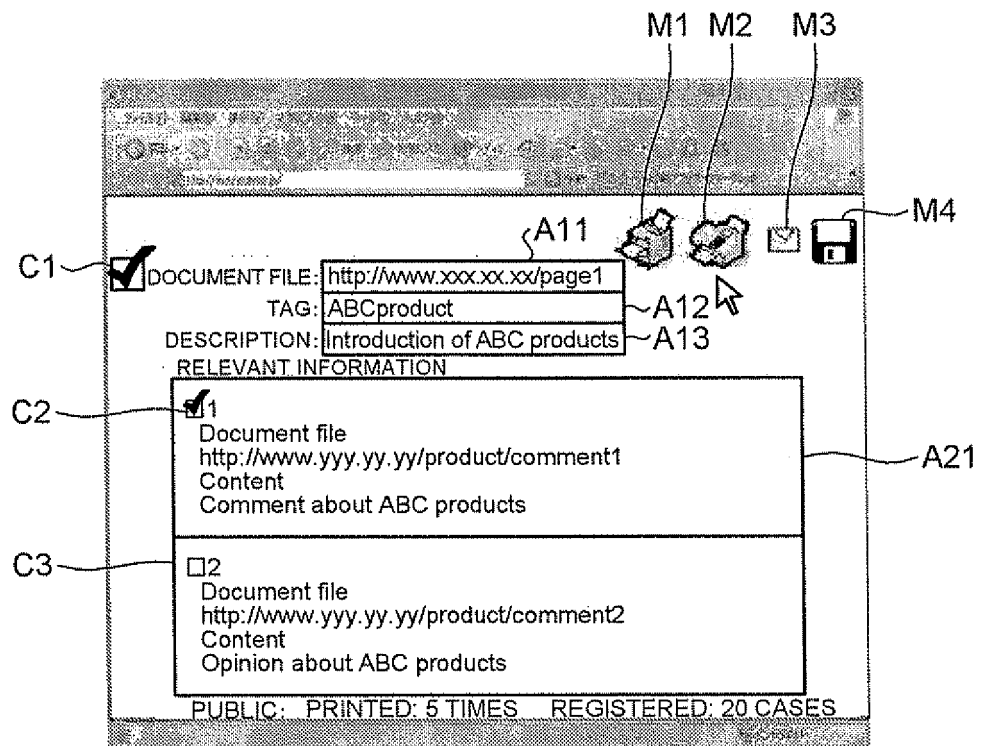 M1 M2 M3
M4
A11
C1
DOCUMENT FILE: http://www.xxx.xx.xx/page1
TAG: ABCproduct
A12
DESCRIPTION: Introduction of ABC products
A13
RELEVANT INFORMATION
C2
1
Document file
http://www.yyy.yy.yy/product/comment1
Content
Comment about ABC products
A21
C3
2
Document file
http://www.yyy.yy.yy/product/comment2
Content
Opinion about ABC products
PUBLIC: PRINTED: 5 TIMES REGISTERED: 20 CASES